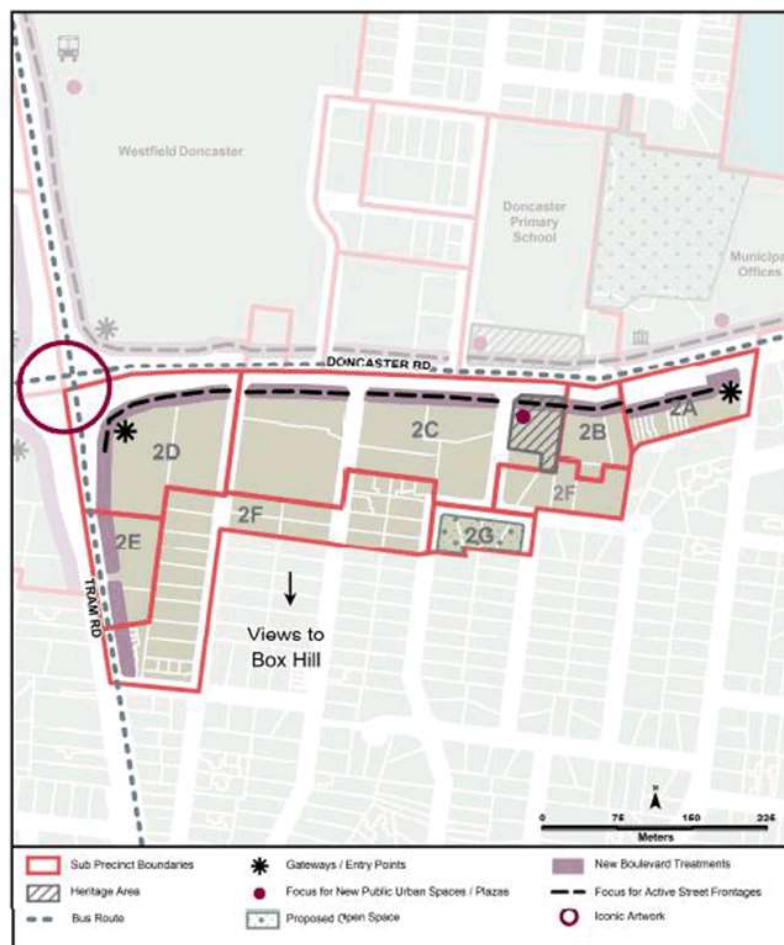 Westfield Doncaster
Doncaster
Primary
School
Municipa
Offices
DONCASTER RD
2A
2B
2C
2D
2F
2F
2G
2E
TRAM RD
Views to
Box Hill
N
0 75 150 225
Meters
Sub Precinct Boundaries
Gateways / Entry Points
New Boulevard Treatments
Heritage Area
Focus for New Public Urban Spaces / Plazas
Focus for Active Street Frontages
Bus Route
Proposed Open Space
Iconic Artwork